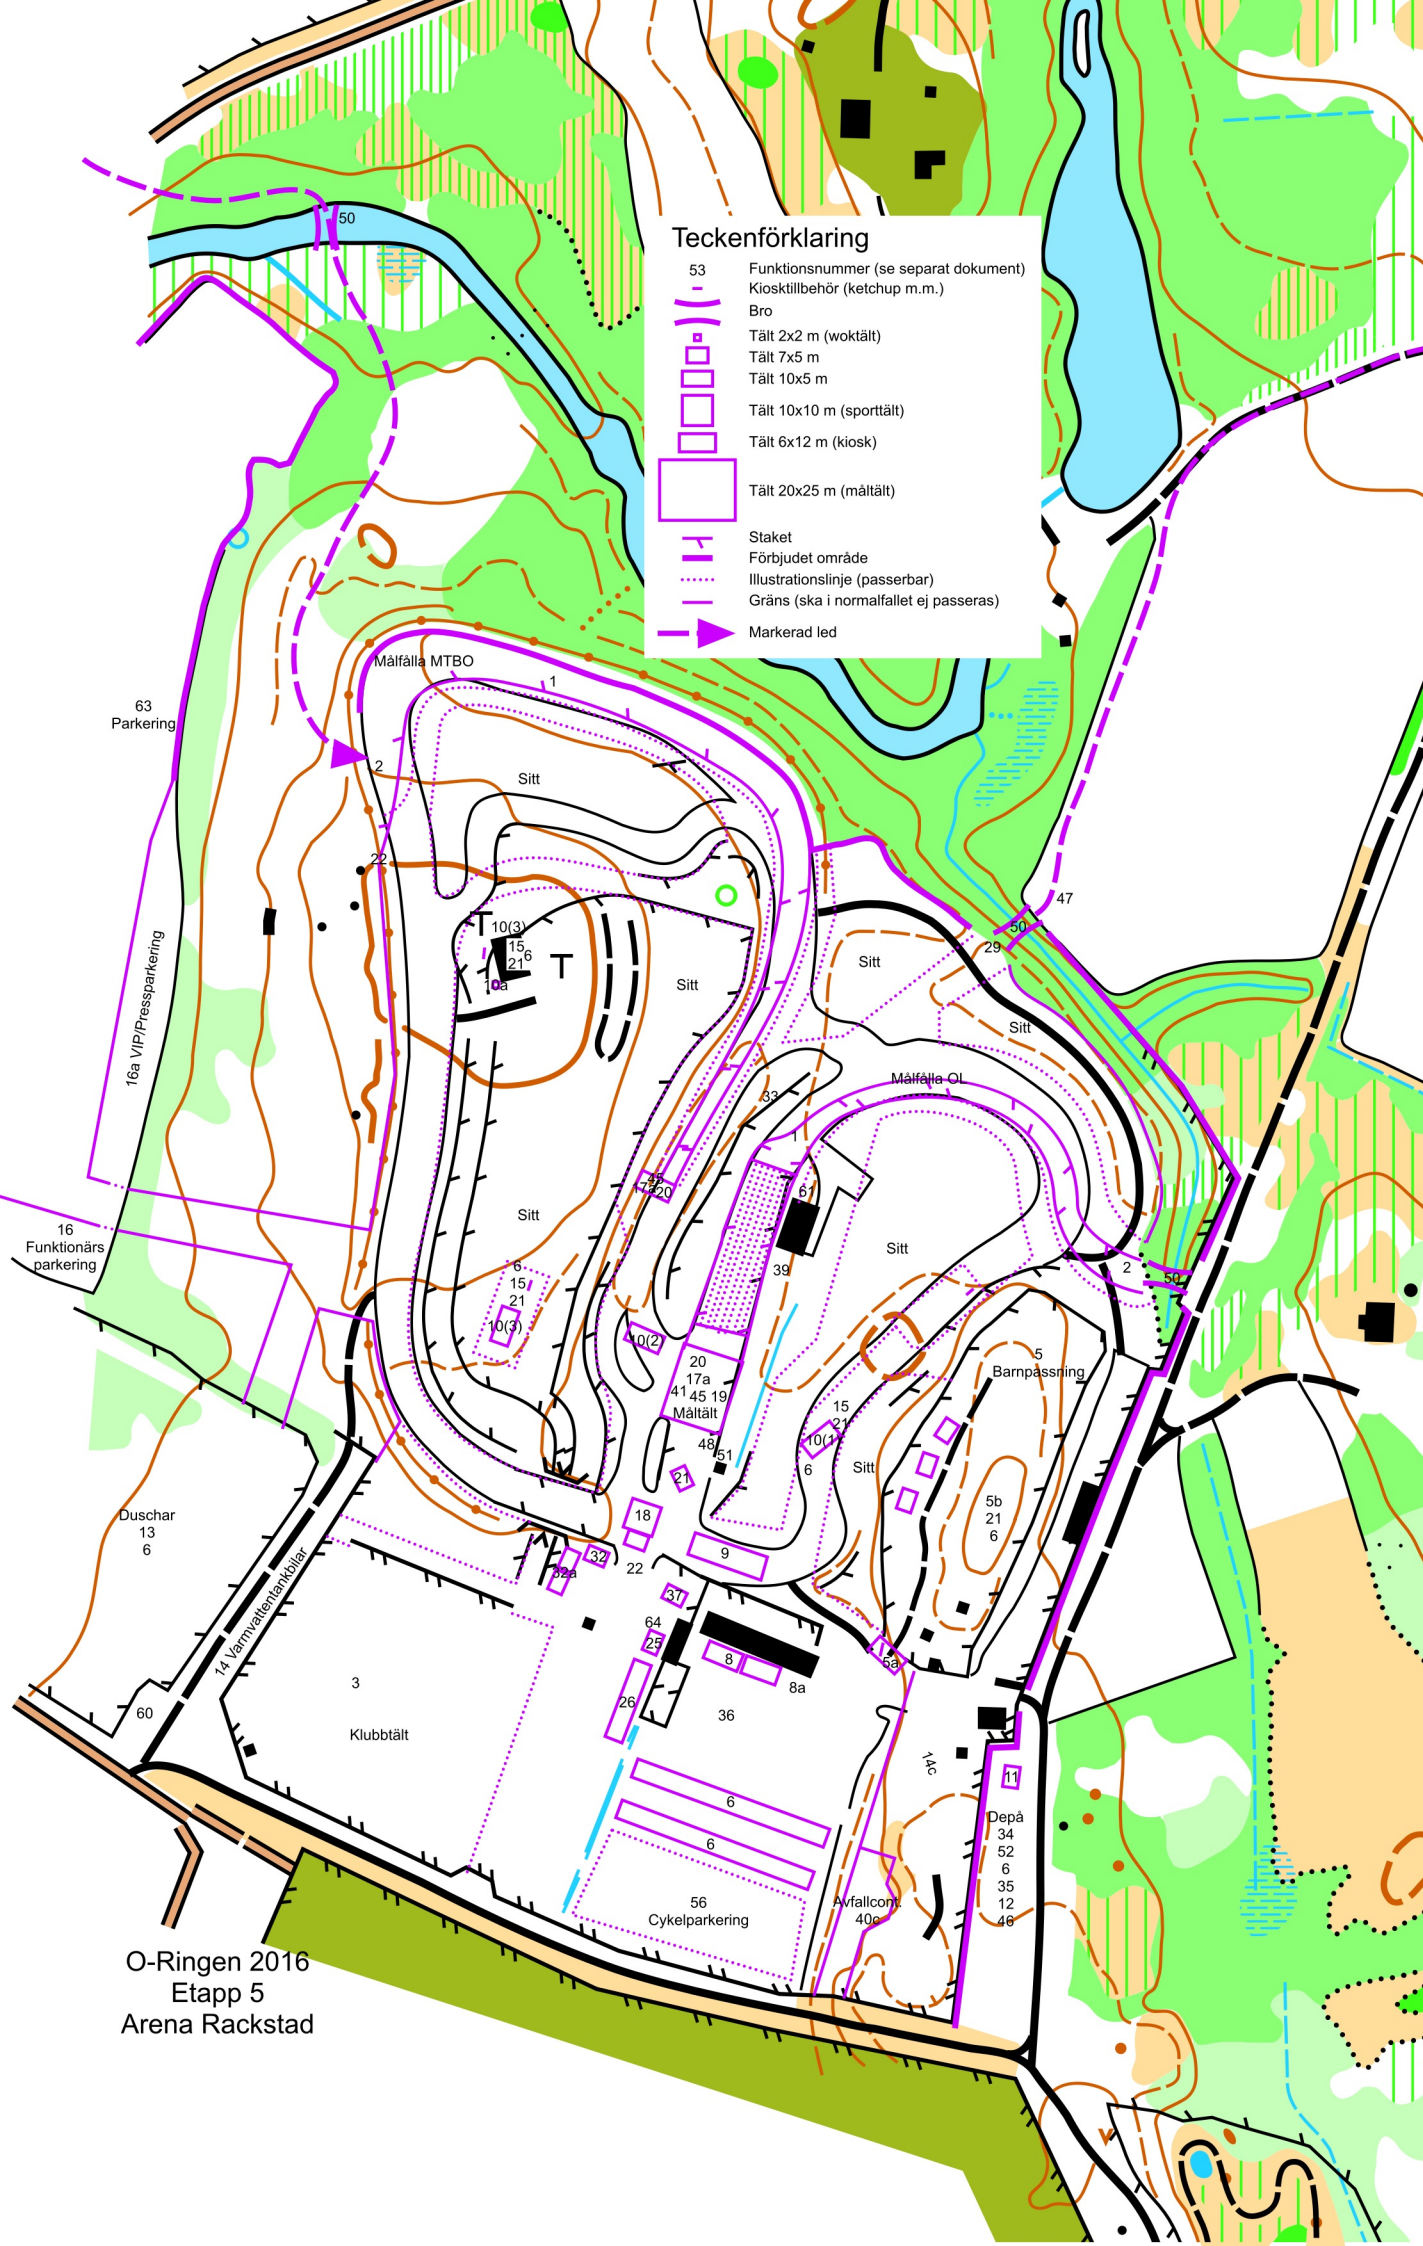 50
Teckenförklaring
53 Funktionsnummer (se separat dokument)
Kiosktillbehör (ketchup m.m.)
Bro
Tält 2x2 m (woktält)
Tält 7x5 m
Tält 10x5 m
Tält 10x10 m (sporttält)
Tält 6x12 m (kiosk)
Tält 20x25 m (måltält)
Staket
Förbjudet område
Illustrationslinje (passerbar)
Gräns (ska i normalfallet ej passeras)
Markerad led
Målfålla MTBO
1
63
Parkering
2
Sitt
22
47
50
29
10(3)
15
6
21
Sitt
Sitt
Sitt
16a VIP/Pressparkering
Målfålla OL
33
1
45
17a
20
61
16
Funktionärs
parkering
Sitt
Sitt
39
2
50
6
15
21
10(3)
10(2)
5
Barnpassning
20
17a
41 45 19
Måltält
15
21
10(1)
6
48
51
Sitt
21
5b
21
6
18
Duschar
13
6
9
32
32a
22
37
14 Varmvattentankbilar
64
25
8
8a
5a
3
26
36
60
Klubbtält
14c
11
6
6
Depå
34
52
6
35
12
46
56
Cykelparkering
Avfallcont.
40c
O-Ringen 2016
Etapp 5
Arena Rackstad